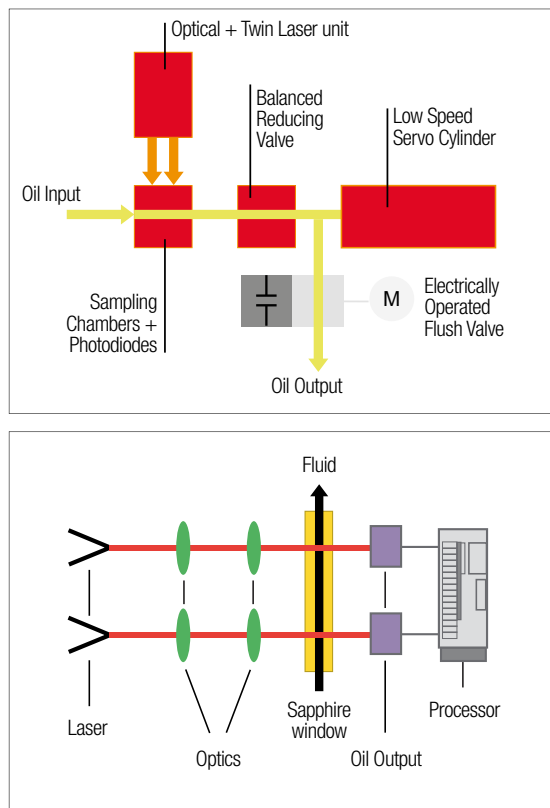 Optical + Twin Laser unit
Balanced
Reducing
Valve
Low Speed
Servo Cylinder
Oil Input
Sampling
Chambers +
Photodiodes
M
Electrically
Operated
Flush Valve
Oil Output
Fluid
Laser
Optics
Sapphire
window
Oil Output
Processor